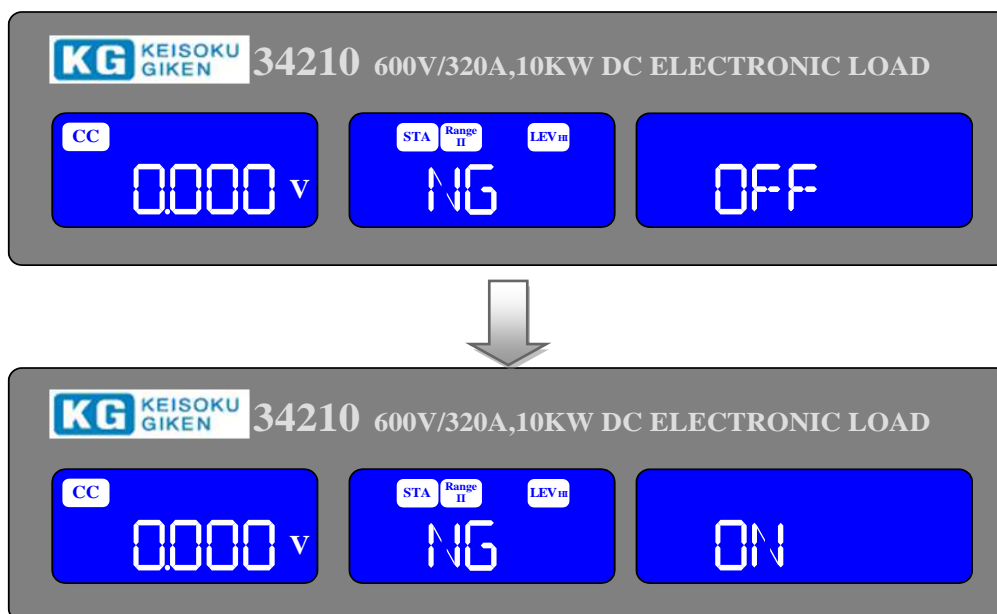 KG KEISOKU GIKEN 34210 600V/320A,10KW DC ELECTRONIC LOAD
CC STA Range II LEV HI
0.000 V NG OFF
KG KEISOKU GIKEN 34210 600V/320A,10KW DC ELECTRONIC LOAD
CC STA Range II LEV HI
0.000 V NG ON